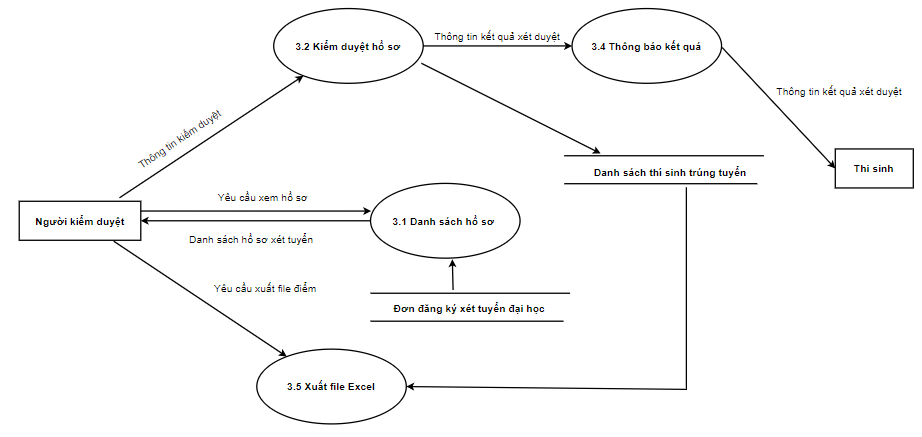 3.2 Kiểm duyệt hồ sơ
Thông tin kết quả xét duyệt
3.4 Thông báo kết quả
Thông tin kết quả xét duyệt
Thông tin kiểm duyệt
Danh sách thí sinh trúng tuyển
Thí sinh
Người kiểm duyệt
Yêu cầu xem hồ sơ
Danh sách hồ sơ xét tuyển
3.1 Danh sách hồ sơ
Yêu cầu xuất file điểm
Đơn đăng ký xét tuyển đại học
3.5 Xuất file Excel